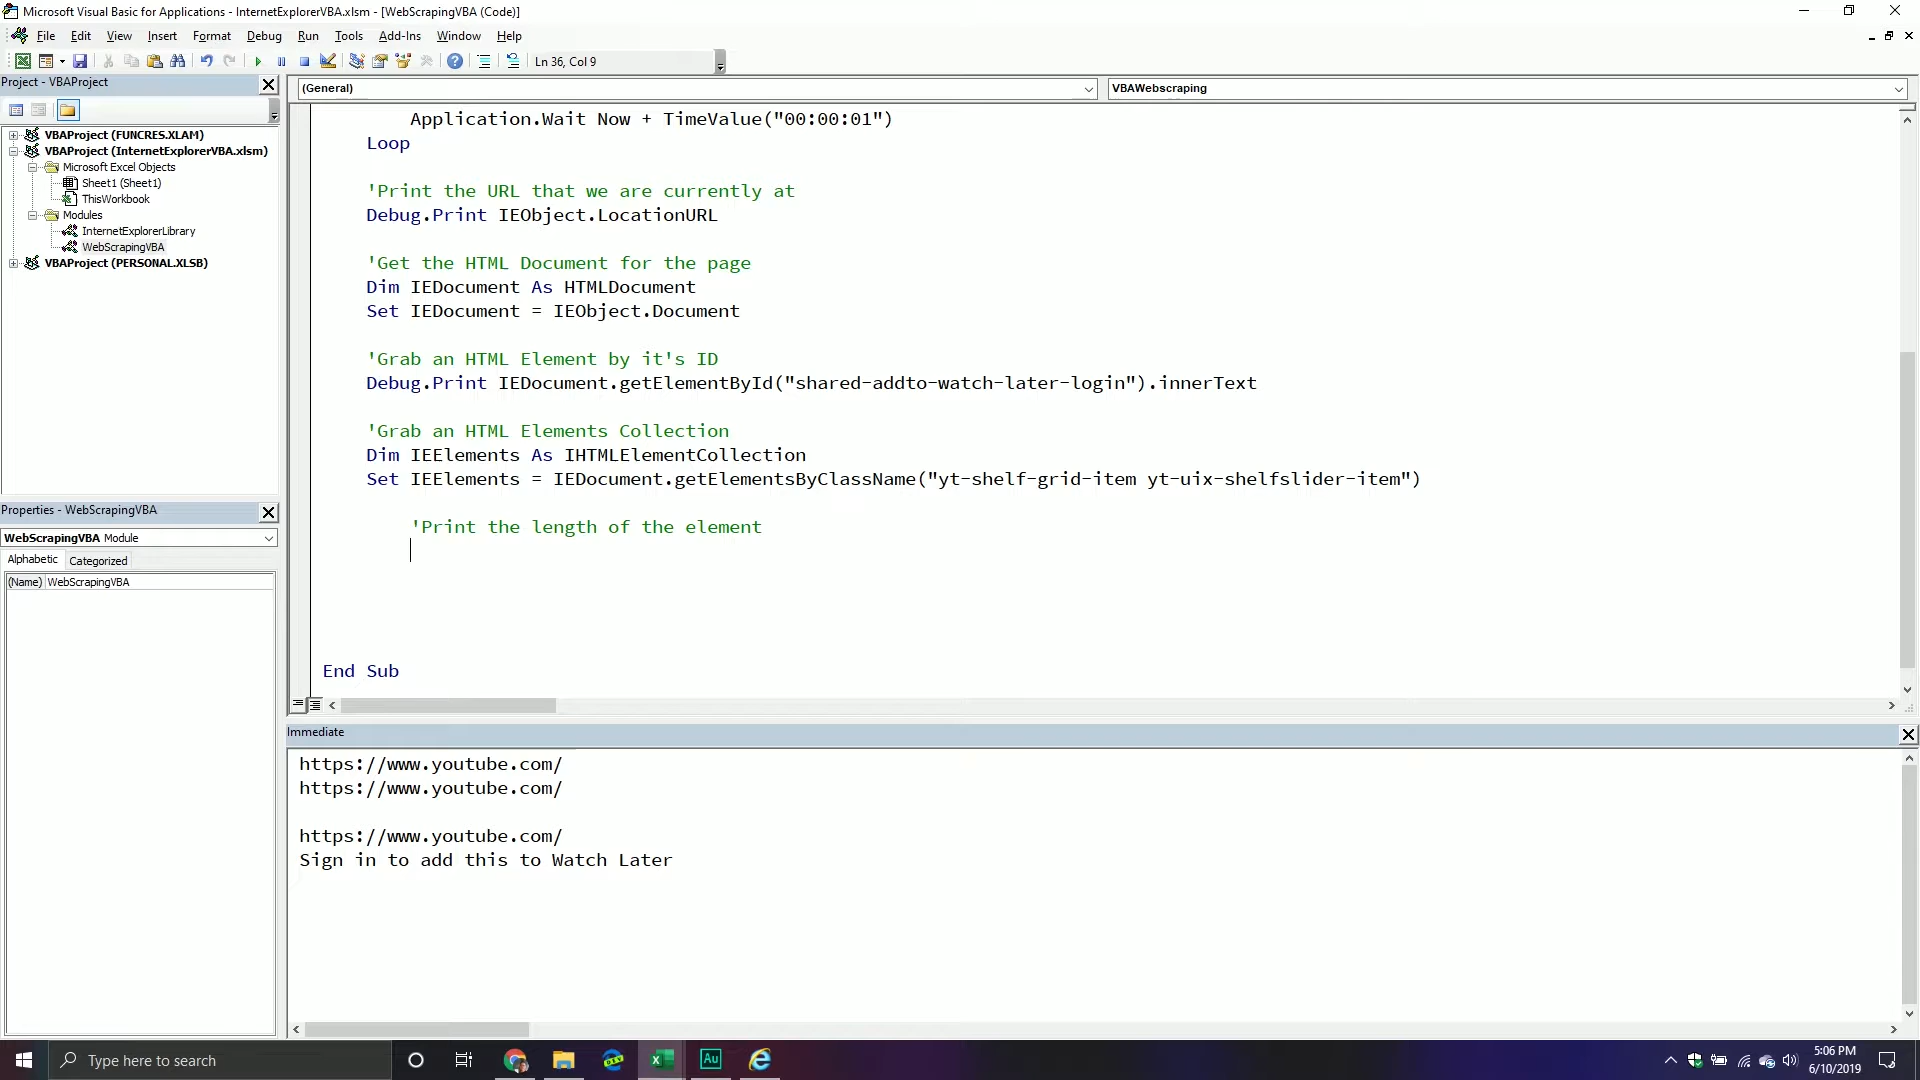 Microsoft Visual Basic for Applications - InternetExplorerVBA.xlsm - [WebScrapingVBA (Code)]
File Edit View Insert Format Debug Run Tools Add-Ins Window Help
Ln 36, Col 9
Project - VBAProject
(General)
VBAWebscraping
VBAProject (FUNCRES.XLAM)
VBAProject (InternetExplorerVBA.xlsm)
Microsoft Excel Objects
Sheet1 (Sheet1)
ThisWorkbook
Modules
InternetExplorerLibrary
WebScrapingVBA
VBAProject (PERSONAL.XLSB)
Properties - WebScrapingVBA
WebScrapingVBA Module
Alphabetic Categorized
(Name) WebScrapingVBA
Application.Wait Now + TimeValue("00:00:01")
Loop
'Print the URL that we are currently at
Debug.Print IEObject.LocationURL
'Get the HTML Document for the page
Dim IEDocument As HTMLDocument
Set IEDocument = IEObject.Document
'Grab an HTML Element by it's ID
Debug.Print IEDocument.getElementById("shared-addto-watch-later-login").innerText
'Grab an HTML Elements Collection
Dim IEElements As IHTMLElementCollection
Set IEElements = IEDocument.getElementsByClassName("yt-shelf-grid-item yt-uix-shelfslider-item")
'Print the length of the element
End Sub
Immediate
https://www.youtube.com/
https://www.youtube.com/
https://www.youtube.com/
Sign in to add this to Watch Later
Type here to search
DEV
Au
5:06 PM
6/10/2019